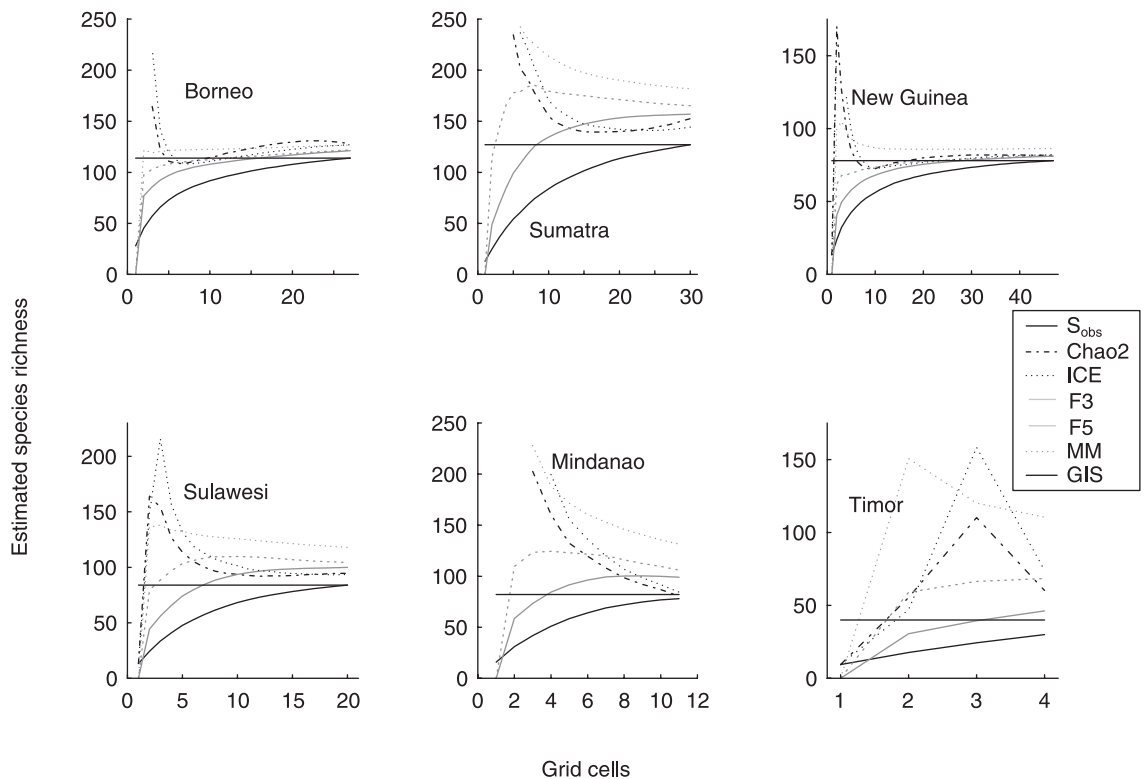 Estimated species richness
250
200
150
100
50
0
Borneo
0 10 20
250
200
150
100
50
0
Sumatra
0 10 20 30
150
100
50
0
New Guinea
0 10 20 30 40
Sobs
Chao2
ICE
F3
F5
MM
GIS
200
150
100
50
0
Sulawesi
0 5 10 15 20
250
200
150
100
50
0
Mindanao
0 2 4 6 8 10 12
150
100
50
0
Timor
1 2 3 4
Grid cells